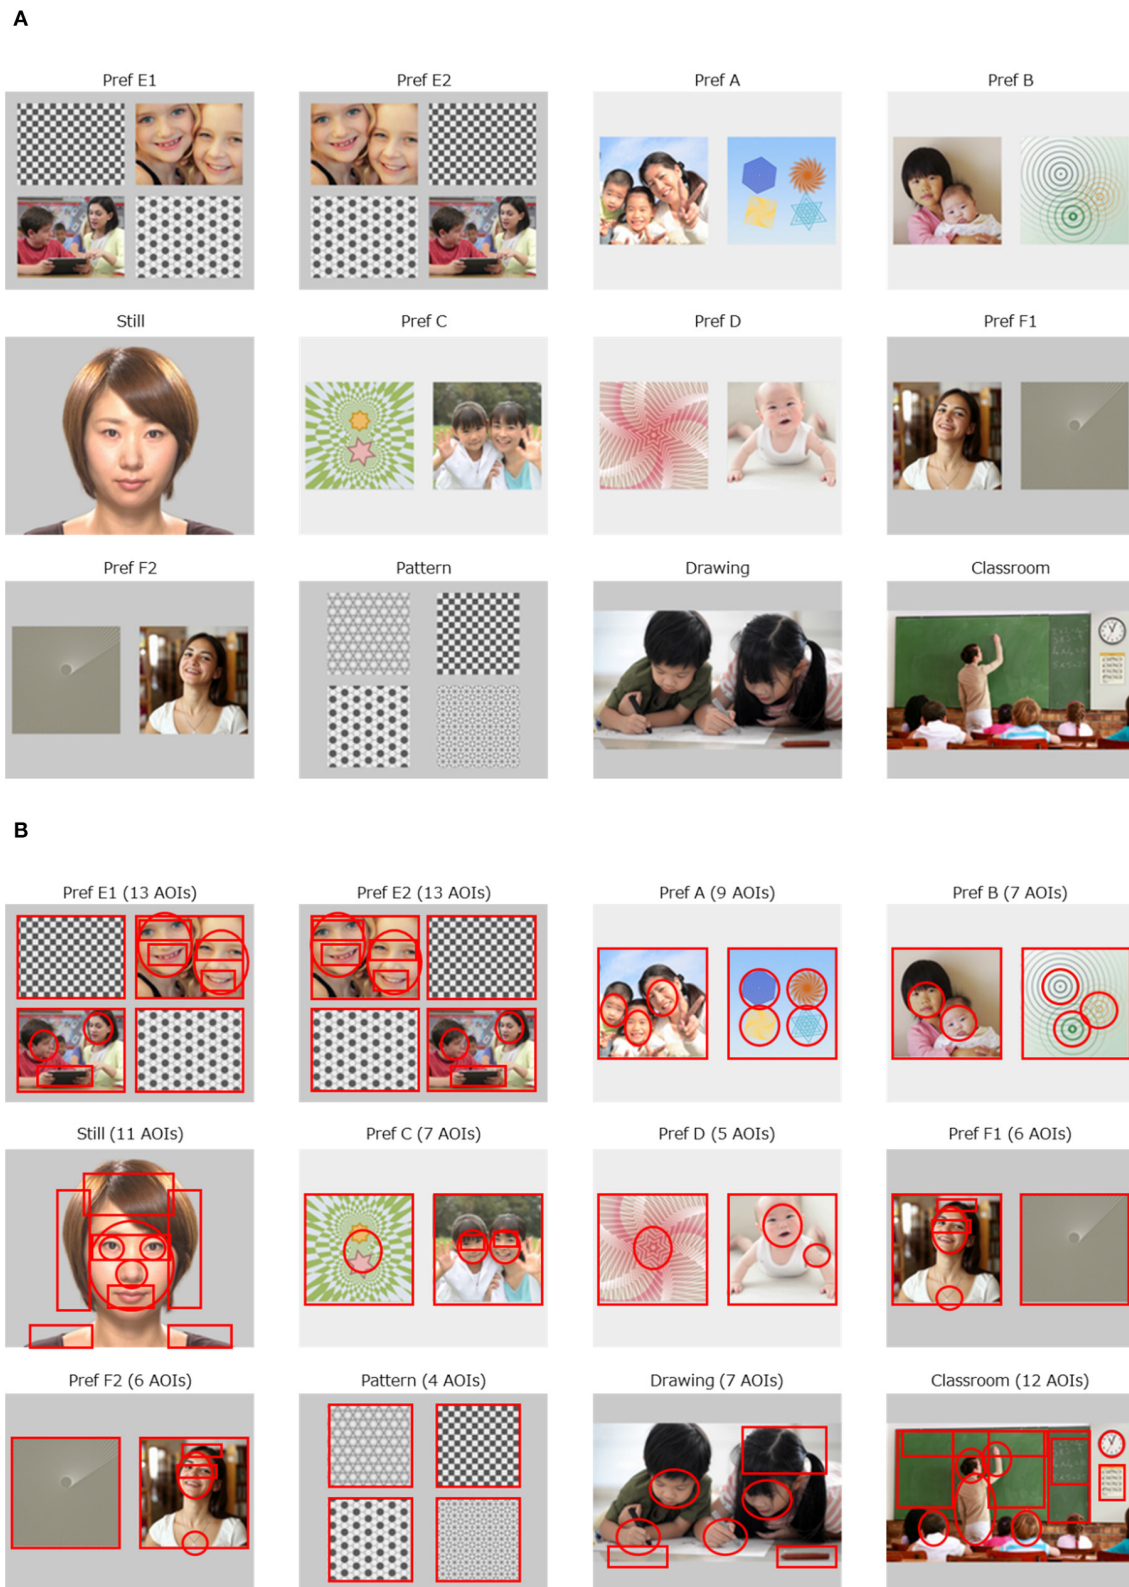 A
Pref E1 Pref E2 Pref A Pref B
Still Pref C Pref D Pref F1
Pref F2 Pattern Drawing Classroom
B
Pref E1 (13 AOIs) Pref E2 (13 AOIs) Pref A (9 AOIs) Pref B (7 AOIs)
Still (11 AOIs) Pref C (7 AOIs) Pref D (5 AOIs) Pref F1 (6 AOIs)
Pref F2 (6 AOIs) Pattern (4 AOIs) Drawing (7 AOIs) Classroom (12 AOIs)